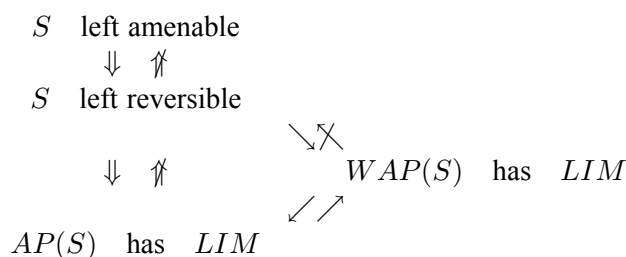 S left amenable
⇓ ⇑̸
S left reversible
↘ ↖̸
⇓ ⇑̸ WAP(S) has LIM
↙ ↗
AP(S) has LIM